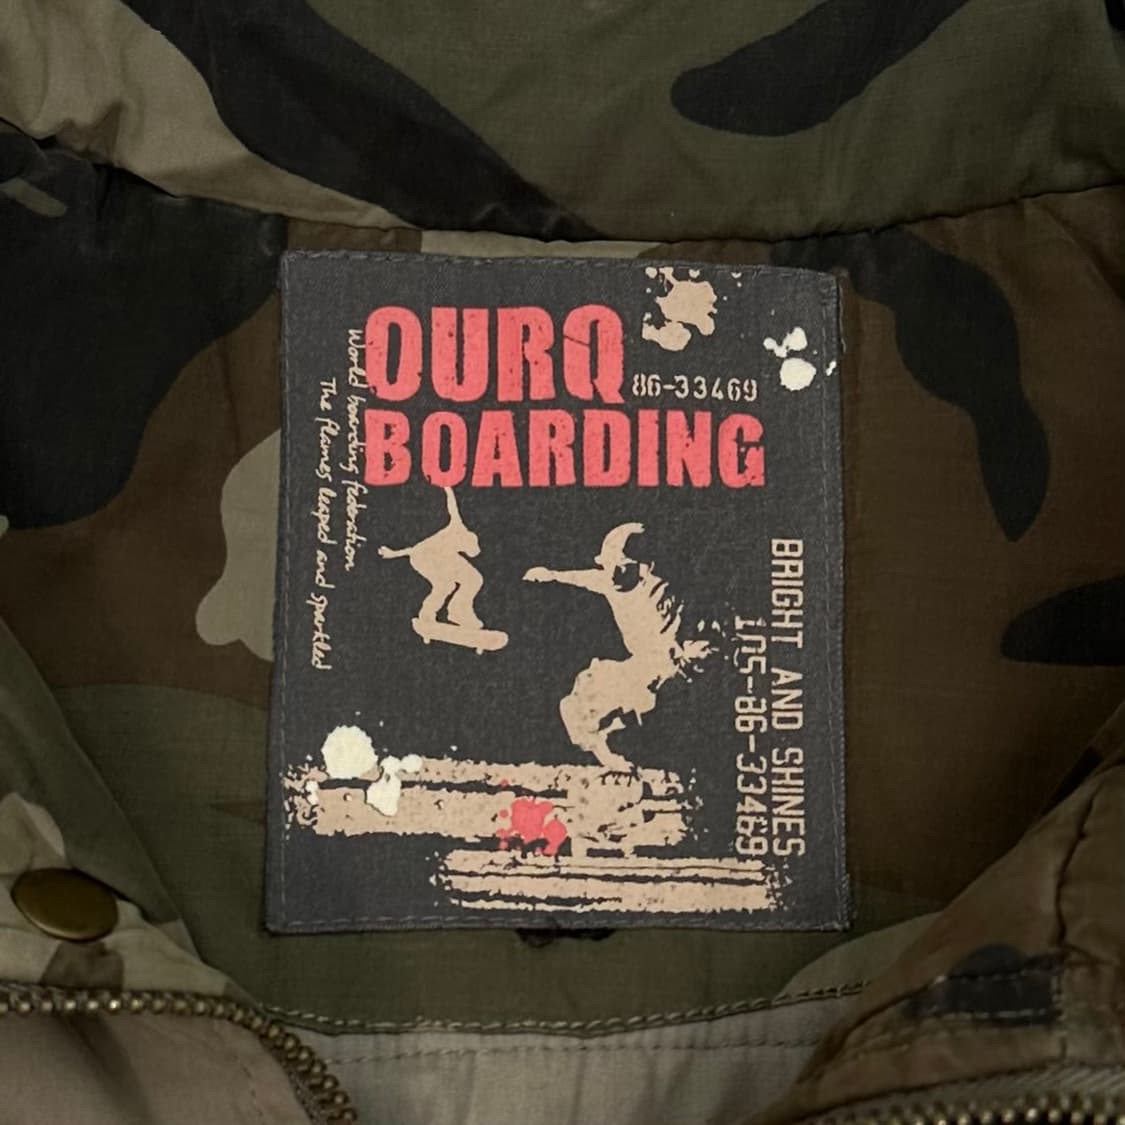 OURQ
86-33469
BOARDING
World boarding federation
The flames leaped and sparkled
BRIGHT AND SHINES
105-86-33469